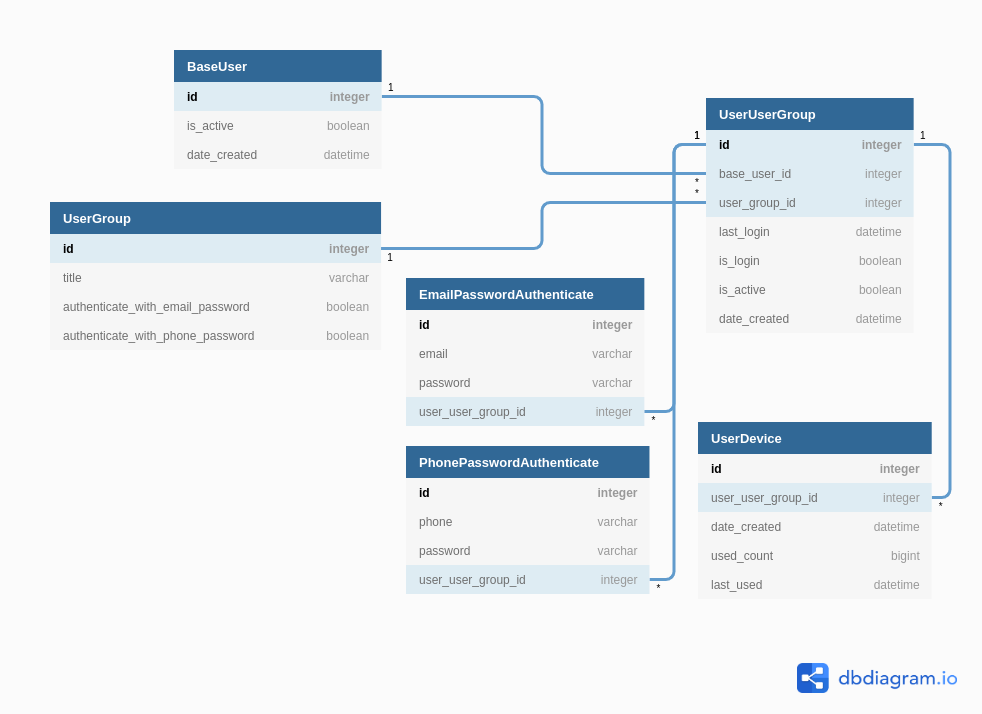 BaseUser
id integer
is_active boolean
date_created datetime
1
UserGroup
id integer
title varchar
authenticate_with_email_password boolean
authenticate_with_phone_password boolean
1
UserUserGroup
1 id integer 1
base_user_id integer
*
*
user_group_id integer
last_login datetime
is_login boolean
is_active boolean
date_created datetime
EmailPasswordAuthenticate
id integer
email varchar
password varchar
user_user_group_id integer
*
PhonePasswordAuthenticate
id integer
phone varchar
password varchar
user_user_group_id integer
*
UserDevice
id integer
user_user_group_id integer
*
date_created datetime
used_count bigint
last_used datetime
dbdiagram.io